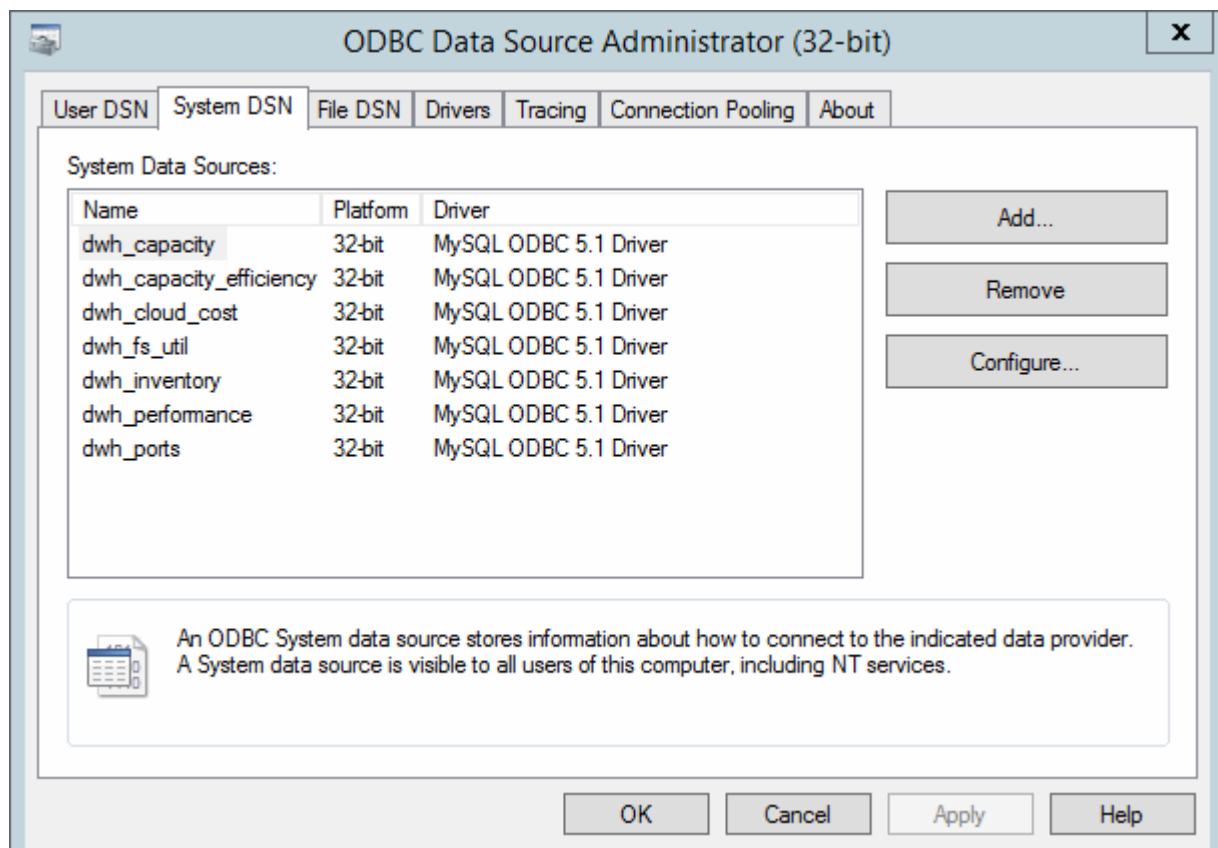 ODBC Data Source Administrator (32-bit)
x
User DSN System DSN File DSN Drivers Tracing Connection Pooling About
System Data Sources:
Name Platform Driver
dwh_capacity 32-bit MySQL ODBC 5.1 Driver
dwh_capacity_efficiency 32-bit MySQL ODBC 5.1 Driver
dwh_cloud_cost 32-bit MySQL ODBC 5.1 Driver
dwh_fs_util 32-bit MySQL ODBC 5.1 Driver
dwh_inventory 32-bit MySQL ODBC 5.1 Driver
dwh_performance 32-bit MySQL ODBC 5.1 Driver
dwh_ports 32-bit MySQL ODBC 5.1 Driver
Add...
Remove
Configure...
An ODBC System data source stores information about how to connect to the indicated data provider.
A System data source is visible to all users of this computer, including NT services.
OK Cancel Apply Help